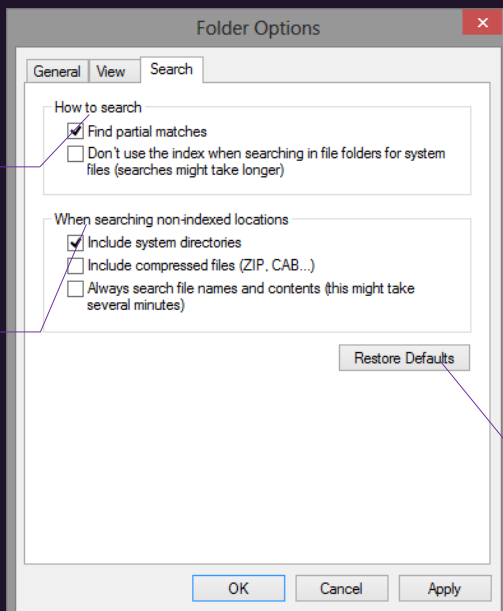 Folder Options
General View Search
How to search
Find partial matches
Don't use the index when searching in file folders for system
files (searches might take longer)
When searching non-indexed locations
Include system directories
Include compressed files (ZIP, CAB...)
Always search file names and contents (this might take
several minutes)
Restore Defaults
OK Cancel Apply